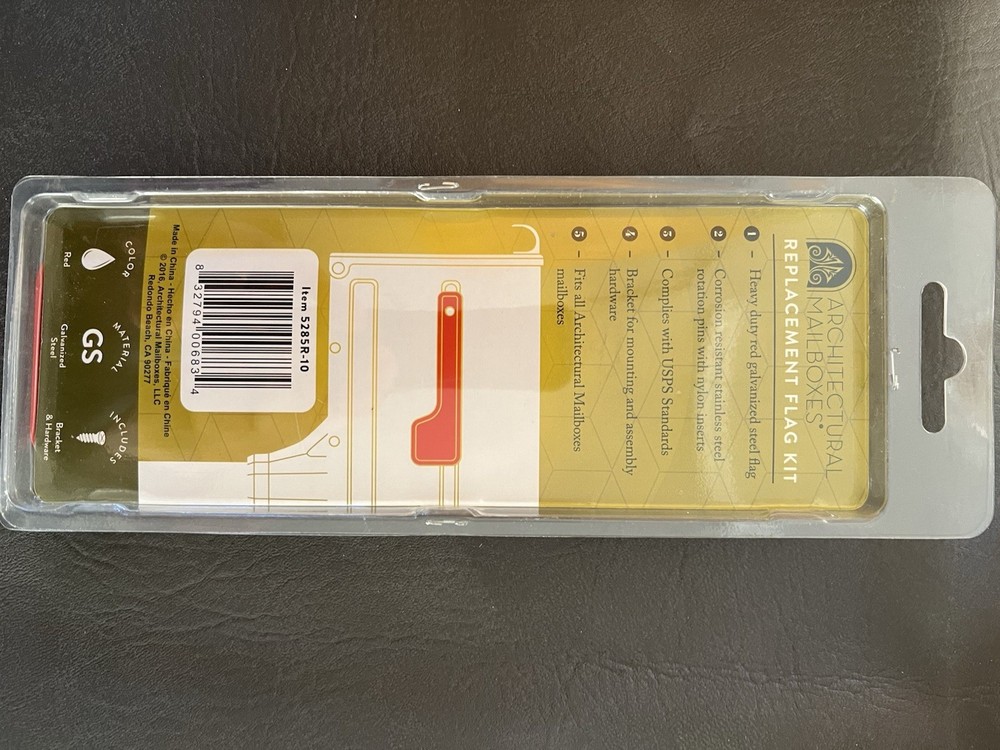 ARCHITECTURAL
MAILBOXES®
REPLACEMENT FLAG KIT
1 – Heavy duty red galvanized steel flag
2 – Corrosion resistant stainless steel
rotation pins with nylon inserts
3 – Complies with USPS Standards
4 – Bracket for mounting and assembly
hardware
5 – Fits all Architectural Mailboxes
mailboxes
Item 5285R-10
8 32794 00683 4
Made in China - Hecho en China - Fabriqué en Chine
© 2016, Architectural Mailboxes, LLC
Redondo Beach, CA 90277
COLOR
Red
MATERIAL
GS
Galvanized
Steel
INCLUDES
Bracket
& Hardware